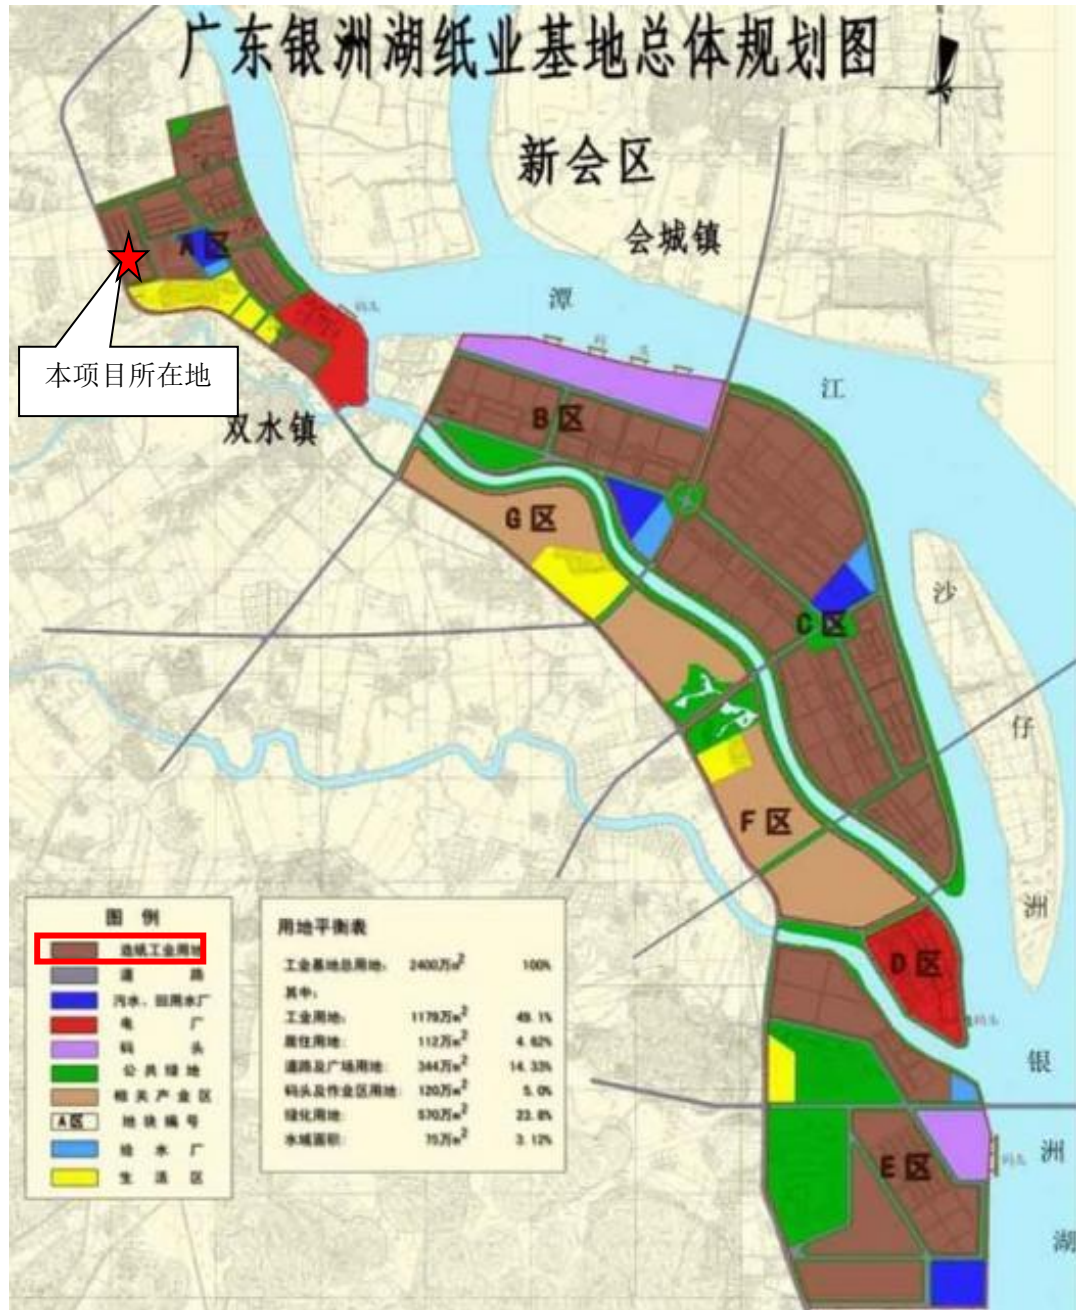 广东银洲湖纸业基地总体规划图
新会区
会城镇
A区
潭
码头
本项目所在地
码头
江
双水镇
B区
G区
沙
C区
仔
F区
洲
图例
造纸工业用地
道路
污水、回用水厂
电厂
码头
公共绿地
相关产业区
A区 地块编号
给水厂
生活区
用地平衡表
工业基地总用地: 2400万m² 100%
其中:
工业用地: 1179万m² 49.1%
居住用地: 112万m² 4.62%
道路及广场用地: 344万m² 14.33%
码头及作业区用地: 120万m² 5.0%
绿化用地: 570万m² 23.8%
水域面积: 75万m² 3.12%
D区
码头
银
洲
E区
码头
湖